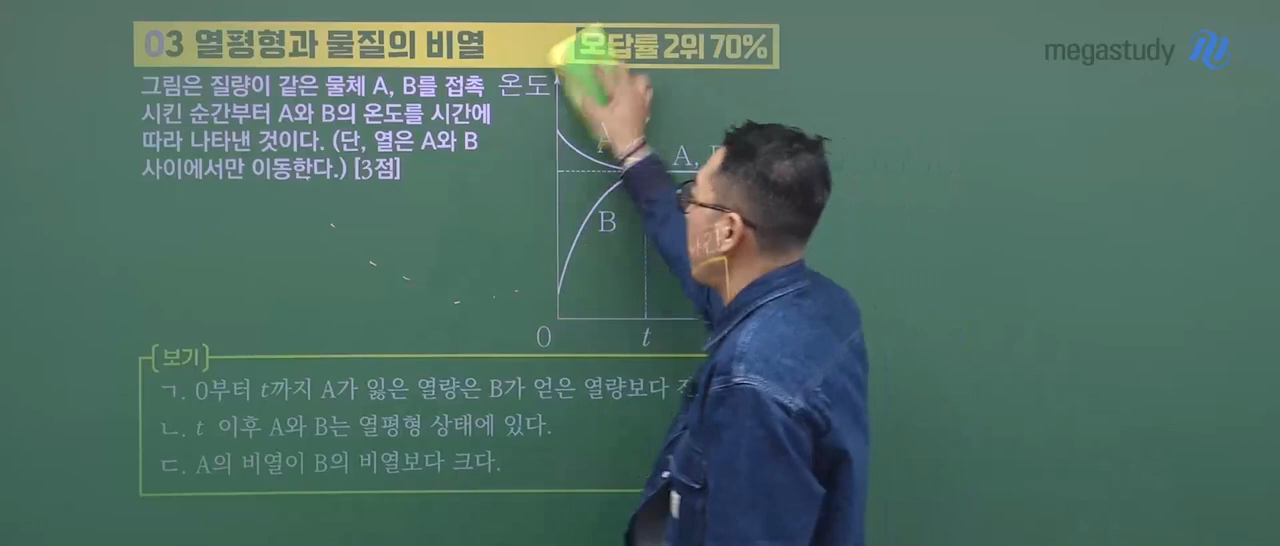 03 열평형과 물질의 비열
오답률 2위 70%
megastudy
그림은 질량이 같은 물체 A, B를 접촉
시킨 순간부터 A와 B의 온도를 시간에
따라 나타낸 것이다. (단, 열은 A와 B
사이에서만 이동한다.) [3점]
온도
A
A,
B
0
t
보기
ㄱ. 0부터 t까지 A가 잃은 열량은 B가 얻은 열량보다
ㄴ. t 이후 A와 B는 열평형 상태에 있다.
ㄷ. A의 비열이 B의 비열보다 크다.